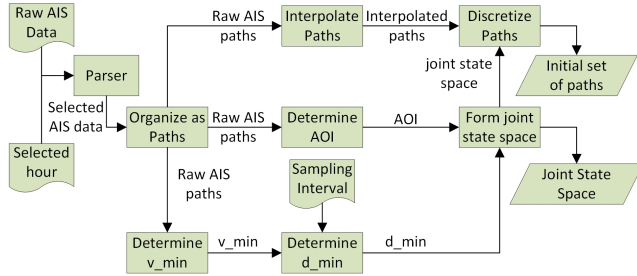 Raw AIS
Data
Parser
Selected
AIS data
Selected
hour
Organize as
Paths
Raw AIS
paths
Interpolate
Paths
Interpolated
paths
Discretize
Paths
Initial set
of paths
joint state
space
Raw AIS
paths
Determine
AOI
AOI
Form joint
state space
Joint State
Space
Raw AIS
paths
Sampling
Interval
Determine
v_min
v_min
Determine
d_min
d_min